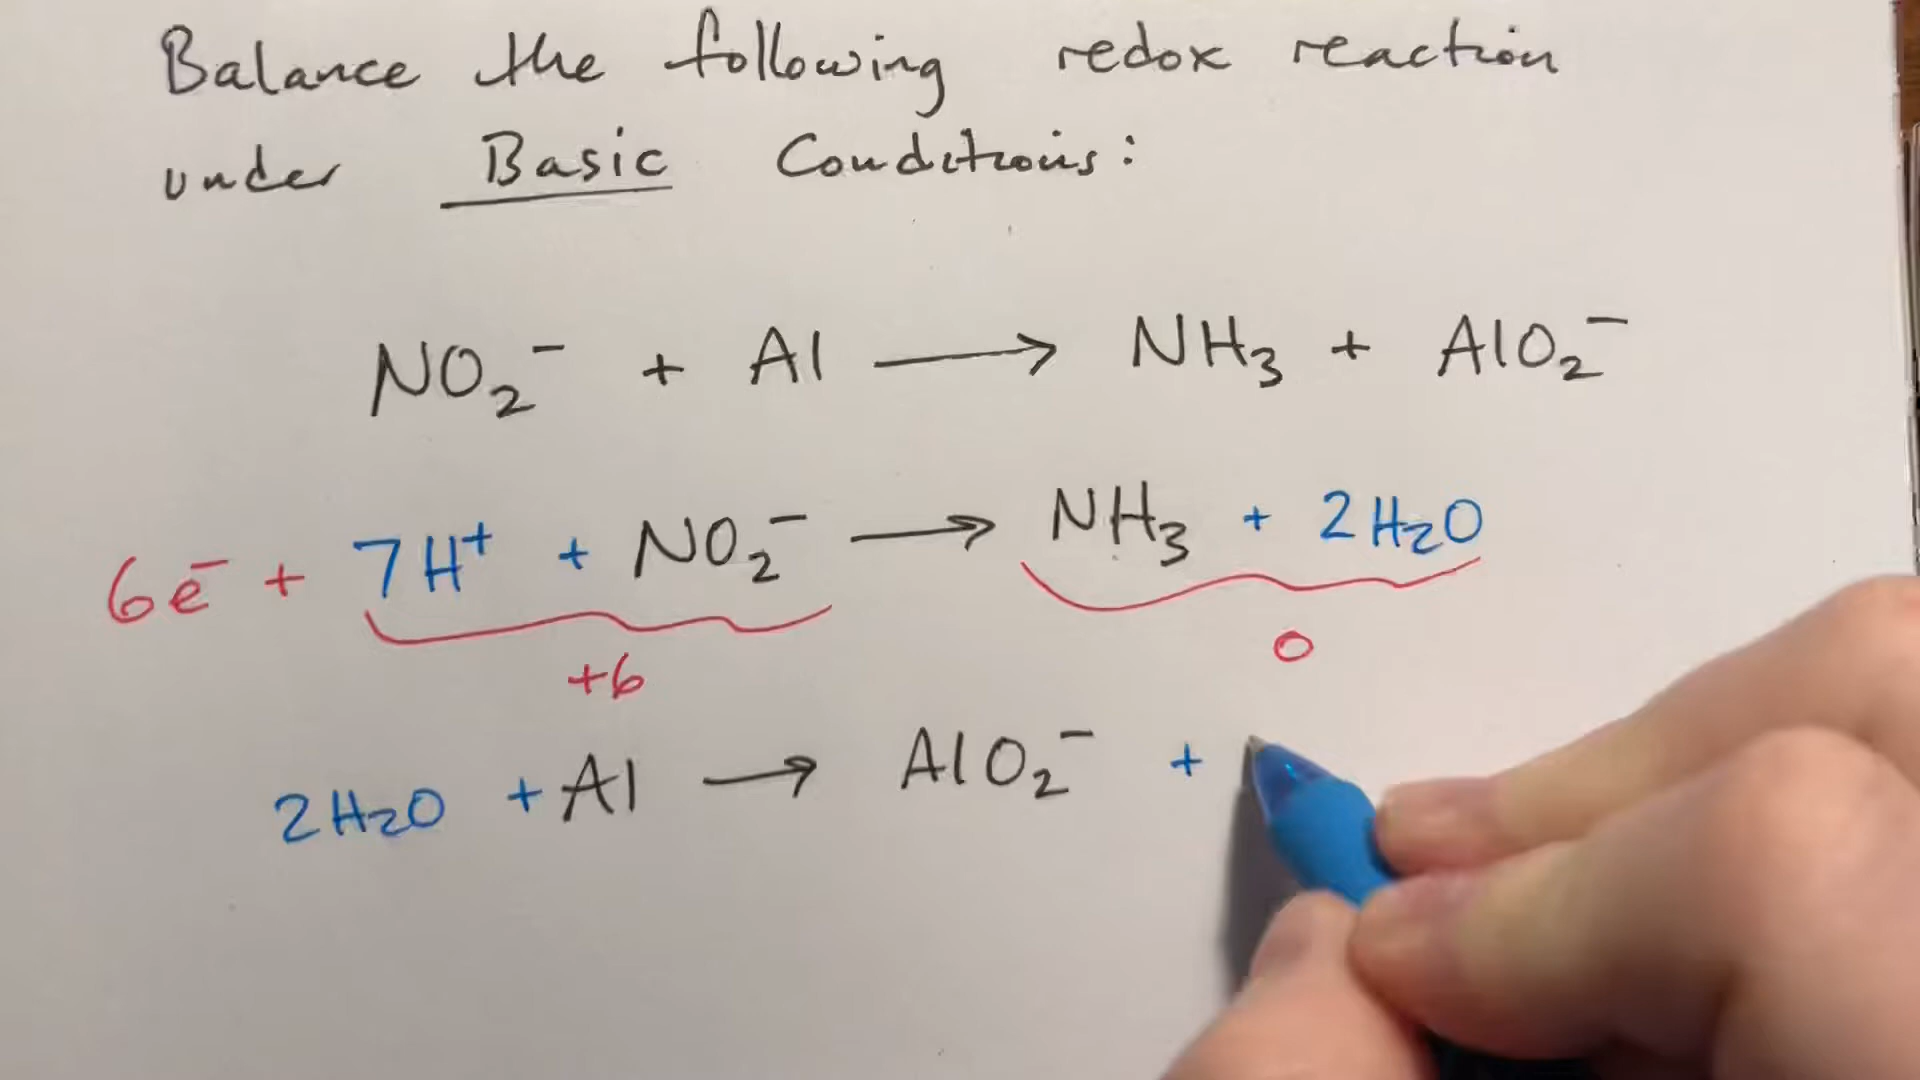 Balance the following redox reaction
under Basic Conditions:
NO₂⁻ + Al ⟶ NH₃ + AlO₂⁻
6e⁻ + 7H⁺ + NO₂⁻ ⟶ NH₃ + 2H₂O
+6 0
2H₂O + Al ⟶ AlO₂⁻ +